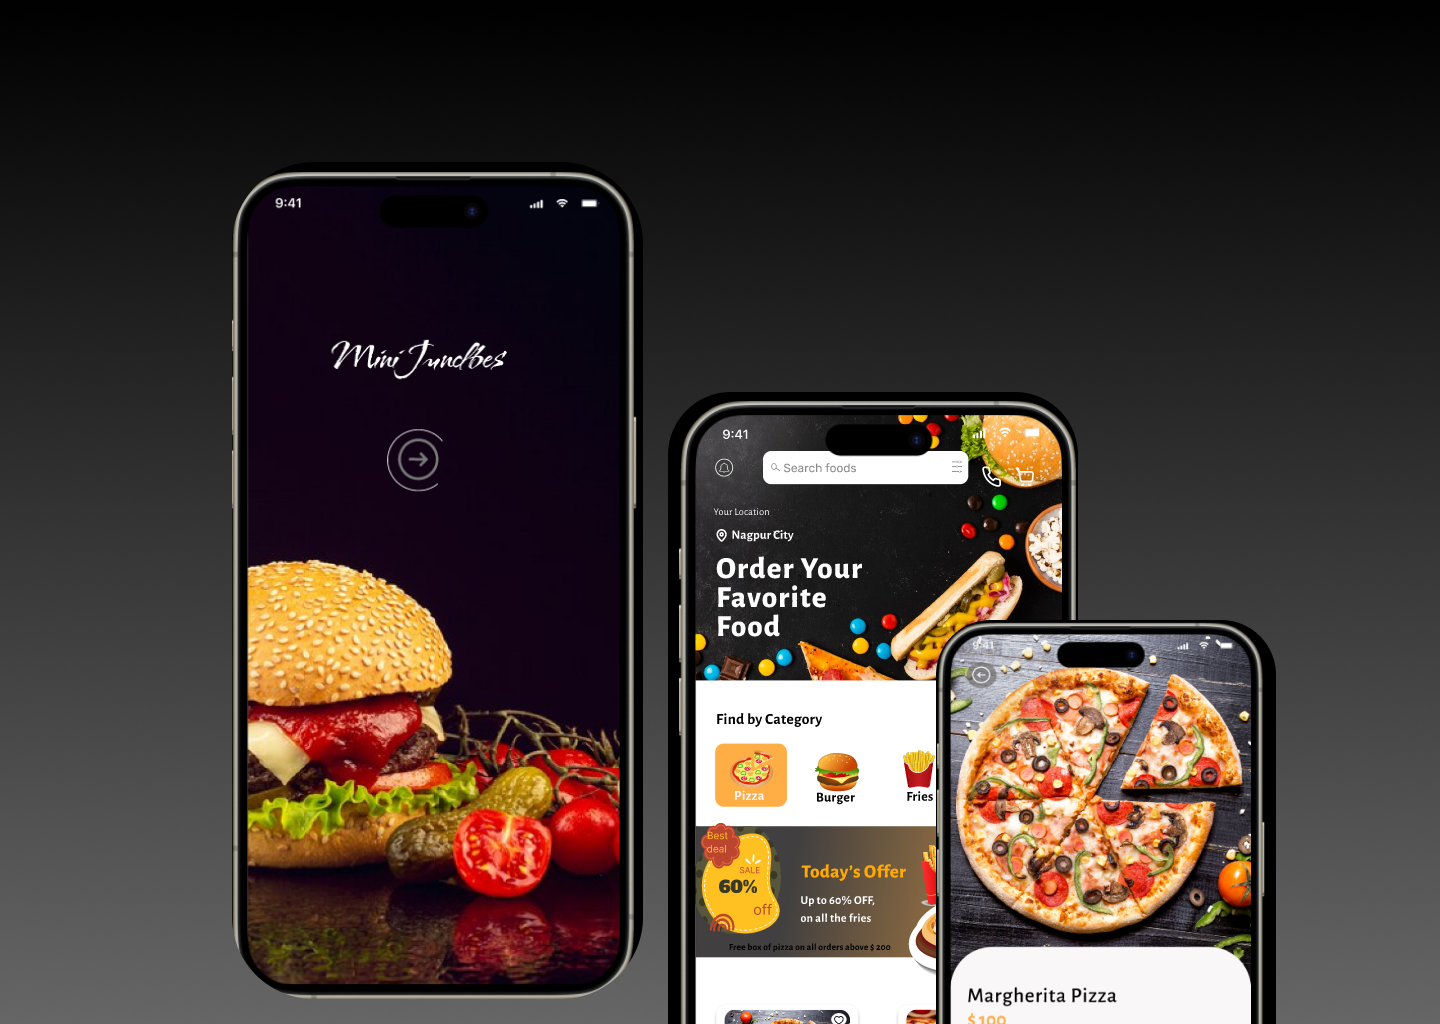 9:41
Mini Jundbes
9:41
Search foods
Your Location
Nagpur City
Order Your
Favorite
Food
Find by Category
Pizza
Burger
Fries
Best
deal
SALE
60%
off
Today's Offer
Up to 60% OFF,
on all the fries
Free box of pizza on all orders above $ 200
9:41
Margherita Pizza
$ 100